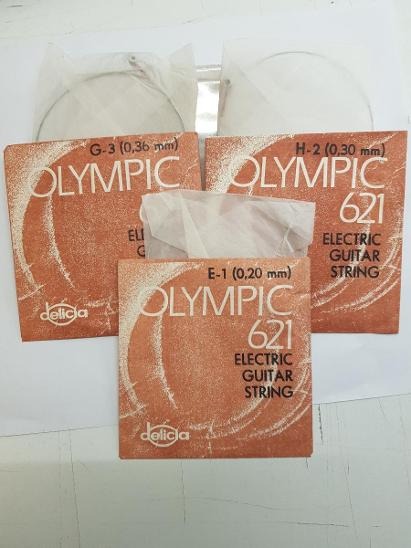 G-3 (0,36 mm)
OLYMPIC
H-2 (0,30 mm)
OLYMPIC
621
ELECTRIC
GUITAR
STRING
delicia
E-1 (0,20 mm)
OLYMPIC
621
ELECTRIC
GUITAR
STRING
delicia